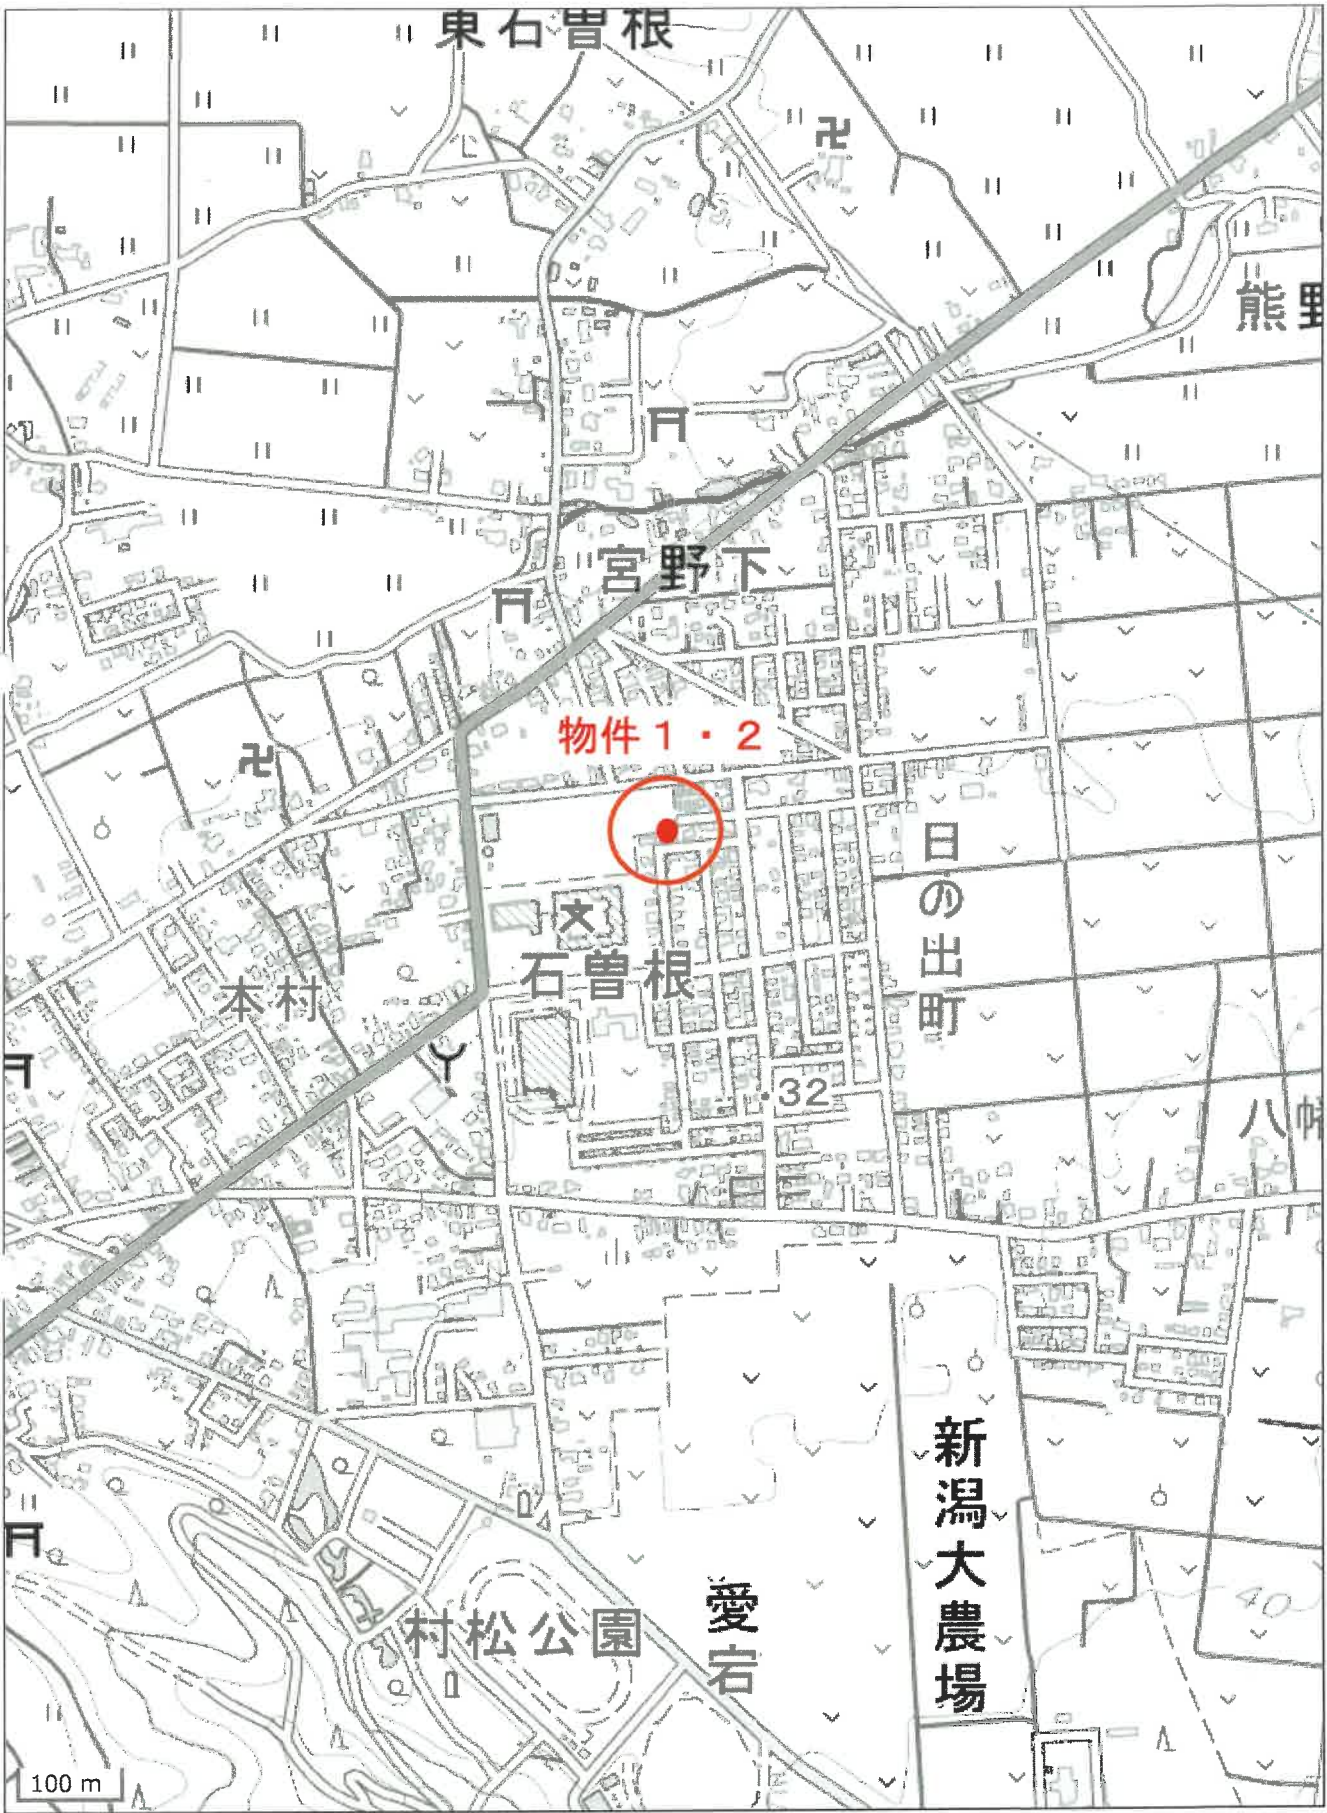 東石曽根
熊野
宮野下
物件1・2
日の出町
石曽根
本村
32
八幡
新潟大農場
愛宕
村松公園
40
100 m